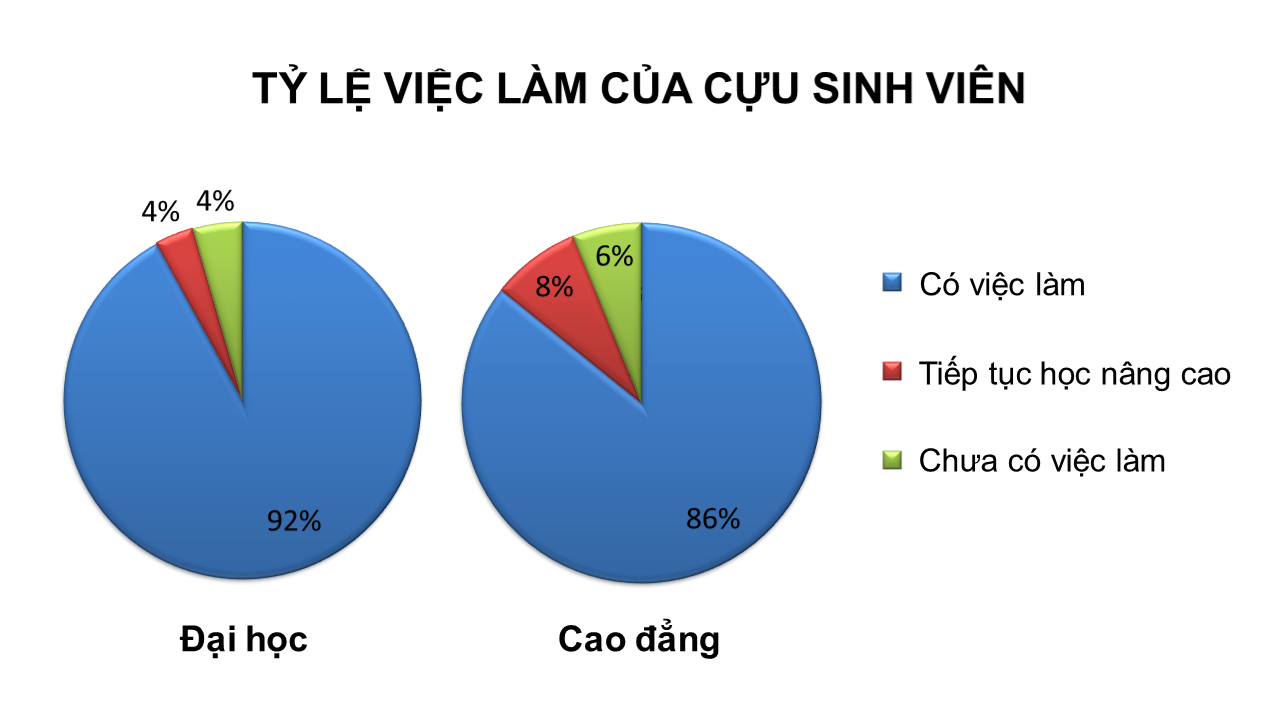 TỶ LỆ VIỆC LÀM CỦA CỰU SINH VIÊN
4%
4%
92%
Đại học
8%
6%
86%
Cao đẳng
Có việc làm
Tiếp tục học nâng cao
Chưa có việc làm